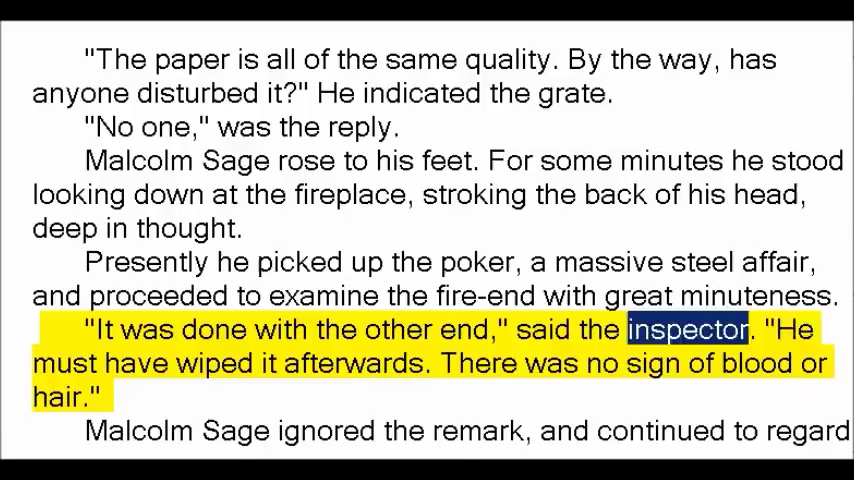 "The paper is all of the same quality. By the way, has
anyone disturbed it?" He indicated the grate.
"No one," was the reply.
Malcolm Sage rose to his feet. For some minutes he stood
looking down at the fireplace, stroking the back of his head,
deep in thought.
Presently he picked up the poker, a massive steel affair,
and proceeded to examine the fire-end with great minuteness.
"It was done with the other end," said the inspector. "He
must have wiped it afterwards. There was no sign of blood or
hair."
Malcolm Sage ignored the remark, and continued to regard